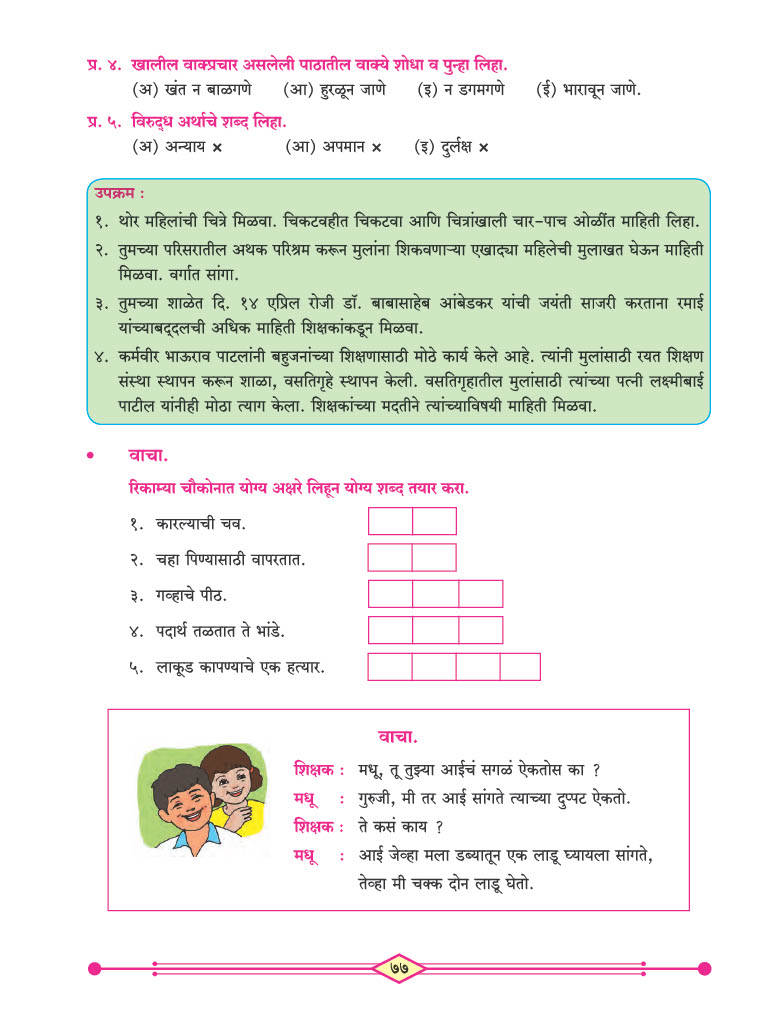 प्र. ४. खालील वाक्प्रचार असलेली पाठातील वाक्ये शोधा व पुन्हा लिहा.
(अ) खंत न बाळगणे (आ) हुरळून जाणे (इ) न डगमगणे (ई) भारावून जाणे.
प्र. ५. विरुद्ध अर्थाचे शब्द लिहा.
(अ) अन्याय × (आ) अपमान × (इ) दुर्लक्ष ×
उपक्रम :
१. थोर महिलांची चित्रे मिळवा. चिकटवहीत चिकटवा आणि चित्रांखाली चार-पाच ओळींत माहिती लिहा.
२. तुमच्या परिसरातील अथक परिश्रम करून मुलांना शिकवणाऱ्या एखाद्या महिलेची मुलाखत घेऊन माहिती
मिळवा. वर्गात सांगा.
३. तुमच्या शाळेत दि. १४ एप्रिल रोजी डॉ. बाबासाहेब आंबेडकर यांची जयंती साजरी करताना रमाई
यांच्याबद्दलची अधिक माहिती शिक्षकांकडून मिळवा.
४. कर्मवीर भाऊराव पाटलांनी बहुजनांच्या शिक्षणासाठी मोठे कार्य केले आहे. त्यांनी मुलांसाठी रयत शिक्षण
संस्था स्थापन करून शाळा, वसतिगृहे स्थापन केली. वसतिगृहातील मुलांसाठी त्यांच्या पत्नी लक्ष्मीबाई
पाटील यांनीही मोठा त्याग केला. शिक्षकांच्या मदतीने त्यांच्याविषयी माहिती मिळवा.
• वाचा.
रिकाम्या चौकोनात योग्य अक्षरे लिहून योग्य शब्द तयार करा.
१. कारल्याची चव.
२. चहा पिण्यासाठी वापरतात.
३. गव्हाचे पीठ.
४. पदार्थ तळतात ते भांडे.
५. लाकूड कापण्याचे एक हत्यार.
वाचा.
शिक्षक : मधू, तू तुझ्या आईचं सगळं ऐकतोस का ?
मधू : गुरुजी, मी तर आई सांगते त्याच्या दुप्पट ऐकतो.
शिक्षक : ते कसं काय ?
मधू : आई जेव्हा मला डब्यातून एक लाडू घ्यायला सांगते,
तेव्हा मी चक्क दोन लाडू घेतो.
७७